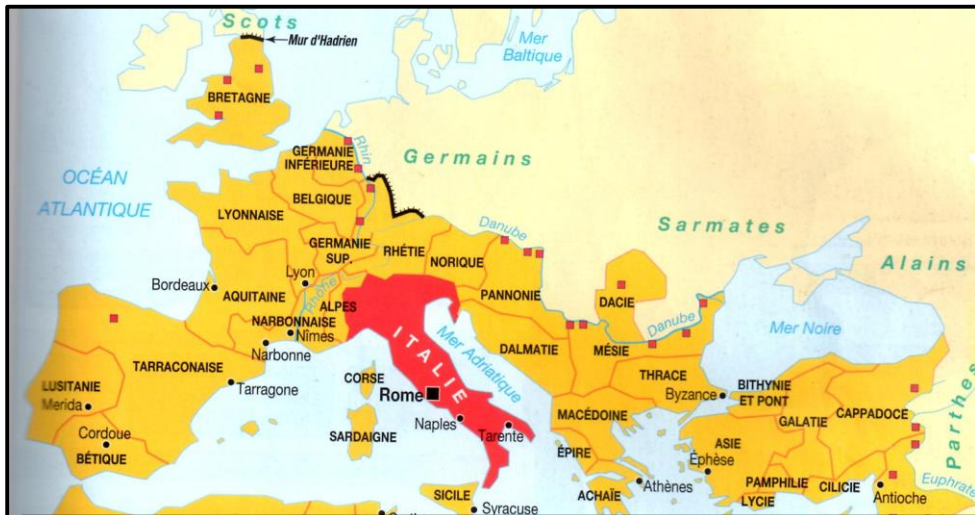 Scots
Mur d'Hadrien
Mer
Baltique
BRETAGNE
GERMANIE
INFÉRIEURE
Rhin
Germains
OCÉAN
ATLANTIQUE
BELGIQUE
LYONNAISE
Danube
Sarmates
GERMANIE
SUP.
RHÉTIE
NORIQUE
Alains
Lyon
Bordeaux
Rhône
ALPES
PANNONIE
DACIE
AQUITAINE
NARBONNAISE
Nîmes
Danube
Mer Noire
Narbonne
ITALIE
Mer Adriatique
DALMATIE
MÉSIE
TARRACONAISE
CORSE
THRACE
LUSITANIE
Tarragone
Rome
Byzance
BITHYNIE
ET PONT
Merida
Naples
Tarente
MACÉDOINE
GALATIE
CAPPADOCE
Parthes
Cordoue
SARDAIGNE
ÉPIRE
ASIE
BÉTIQUE
Éphèse
PAMPHILIE
CILICIE
Euphrate
SICILE
Syracuse
ACHAÏE
Athènes
LYCIE
Antioche